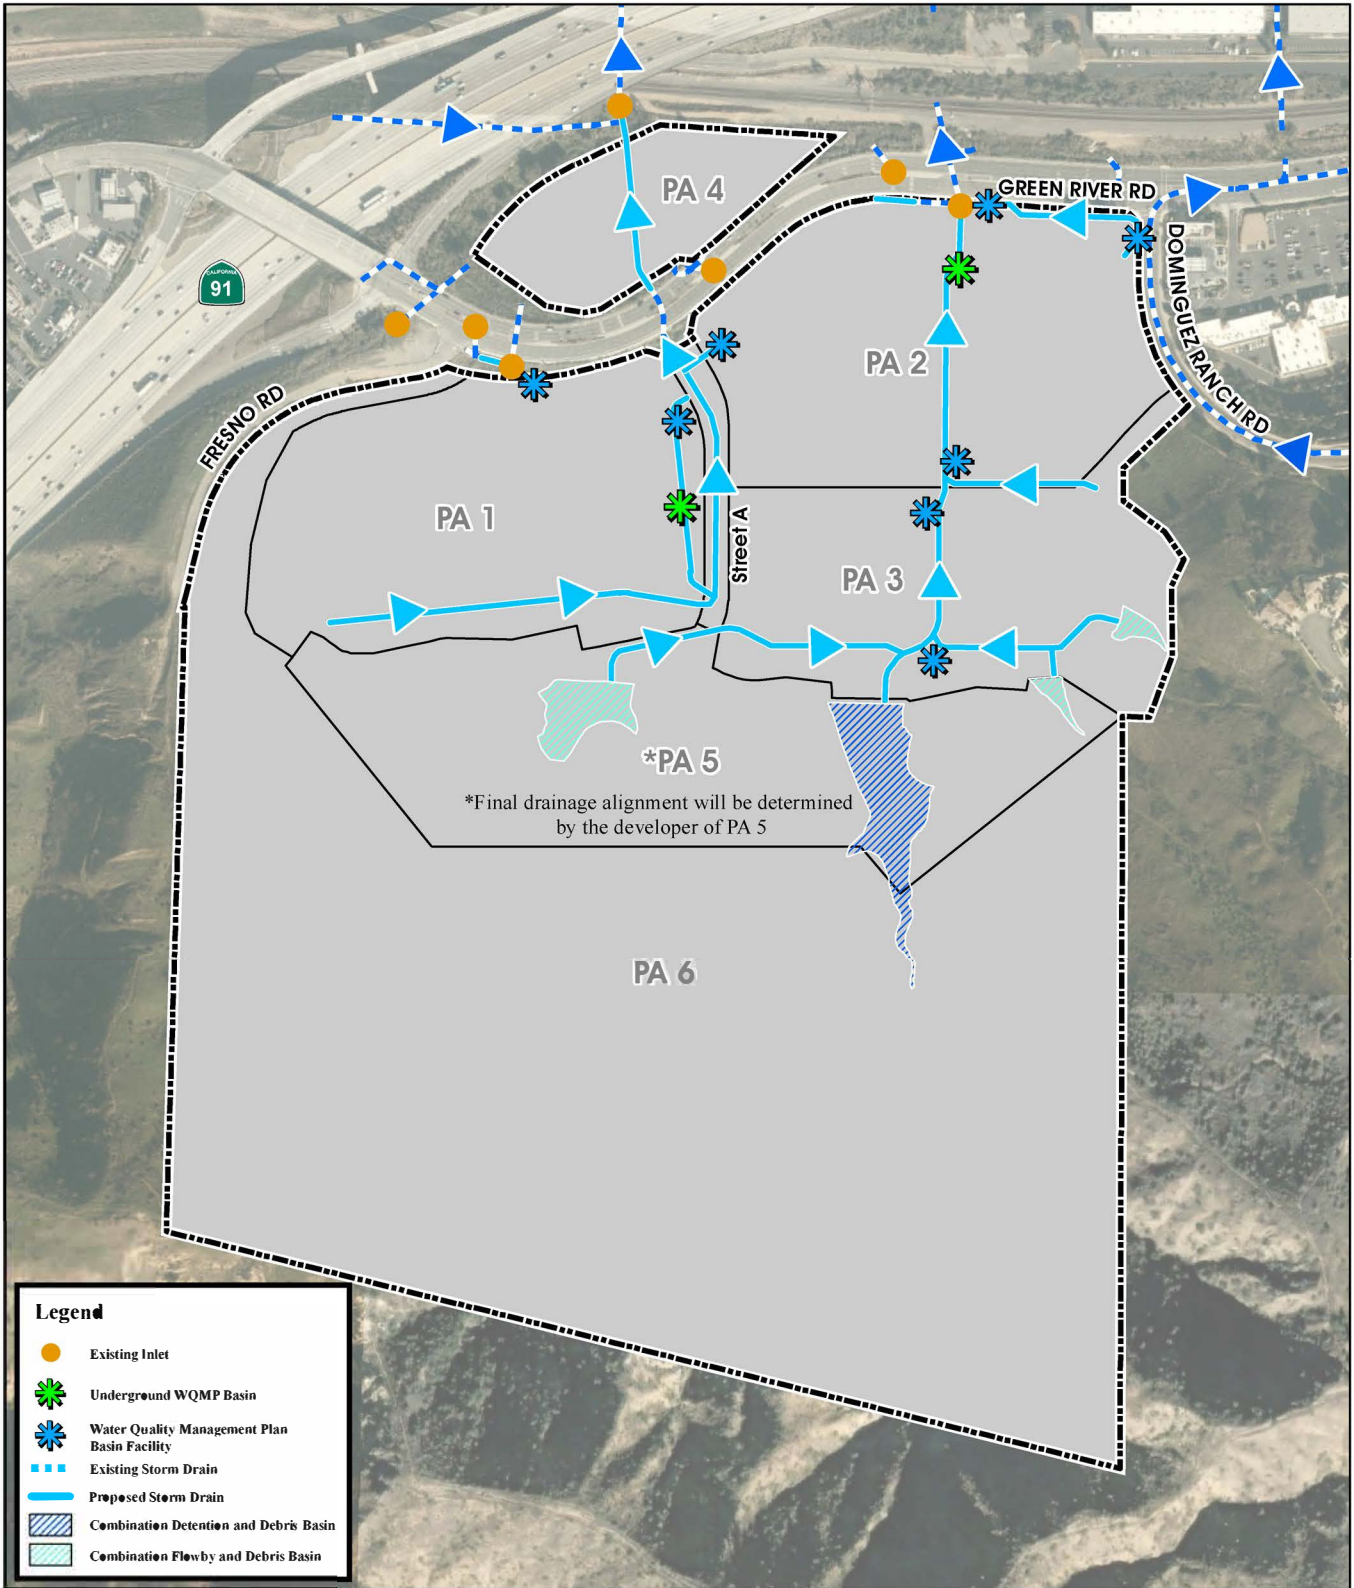 PA 4
GREEN RIVER RD
CALIFORNIA
91
DOMINGUEZ RANCH RD
PA 2
FRESNO RD
PA 1
Street A
PA 3
*PA 5
*Final drainage alignment will be determined
by the developer of PA 5
PA 6
Legend
Existing Inlet
Underground WQMP Basin
Water Quality Management Plan
Basin Facility
Existing Storm Drain
Proposed Storm Drain
Combination Detention and Debris Basin
Combination Flowby and Debris Basin